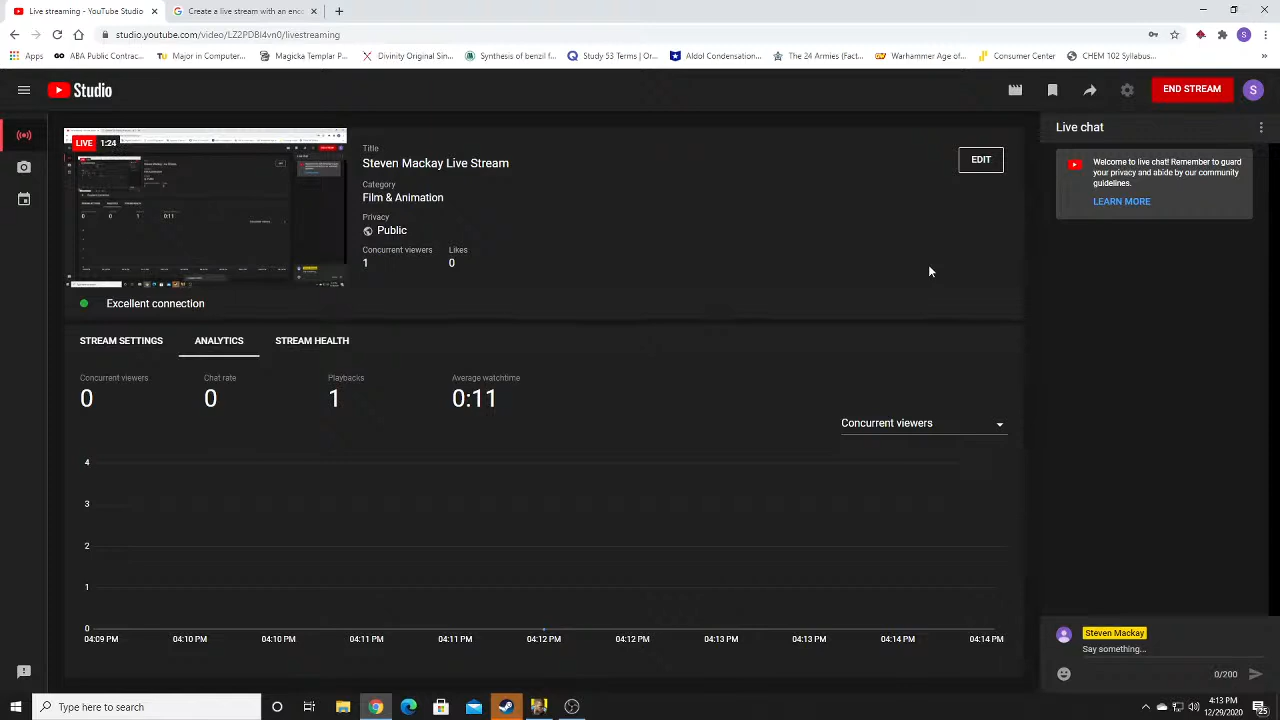 Live streaming - YouTube Studio
Create a live stream with an enc
studio.youtube.com/video/LZ2PDBI4vn0/livestreaming
Apps
ABA Public Contract...
Major in Computer...
Magicka Templar PV...
Divinity Original Sin...
Study 53 Terms | Or...
Synthesis of benzil f...
Aldol Condensation...
The 24 Armies (Fact...
Warhammer Age of...
Consumer Center
CHEM 112 Syllabus...
Studio
END STREAM
S
LIVE 1:24
Title
Steven Mackay Live Stream
EDIT
Category
Film & Animation
Privacy
Public
Concurrent viewers
Likes
1
0
Excellent connection
STREAM SETTINGS
ANALYTICS
STREAM HEALTH
Concurrent viewers
Chat rate
Playbacks
Average watchtime
0
0
1
0:11
Concurrent viewers
4
3
2
1
0
04:09 PM
04:10 PM
04:10 PM
04:11 PM
04:11 PM
04:12 PM
04:12 PM
04:13 PM
04:13 PM
04:14 PM
04:14 PM
Live chat
Welcome to live chat! Remember to guard
your privacy and abide by our community
guidelines.
LEARN MORE
Steven Mackay
Say something...
0/200
Type here to search
4:13 PM
12/29/2020